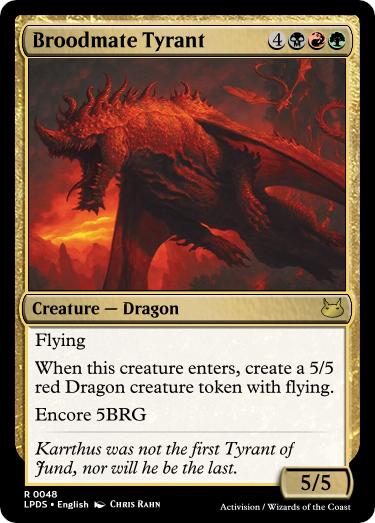 Broodmate Tyrant 4
Creature — Dragon
Flying
When this creature enters, create a 5/5
red Dragon creature token with flying.
Encore 5BRG
Karrthus was not the first Tyrant of
Jund, nor will he be the last.
5/5
R 0048
LPDS • English Chris Rahn
Activision / Wizards of the Coast